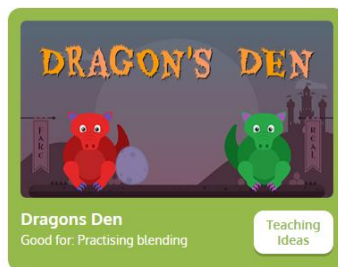 DRAGON'S DEN
FAKE
REAL
Dragons Den
Good for: Practising blending
Teaching
Ideas